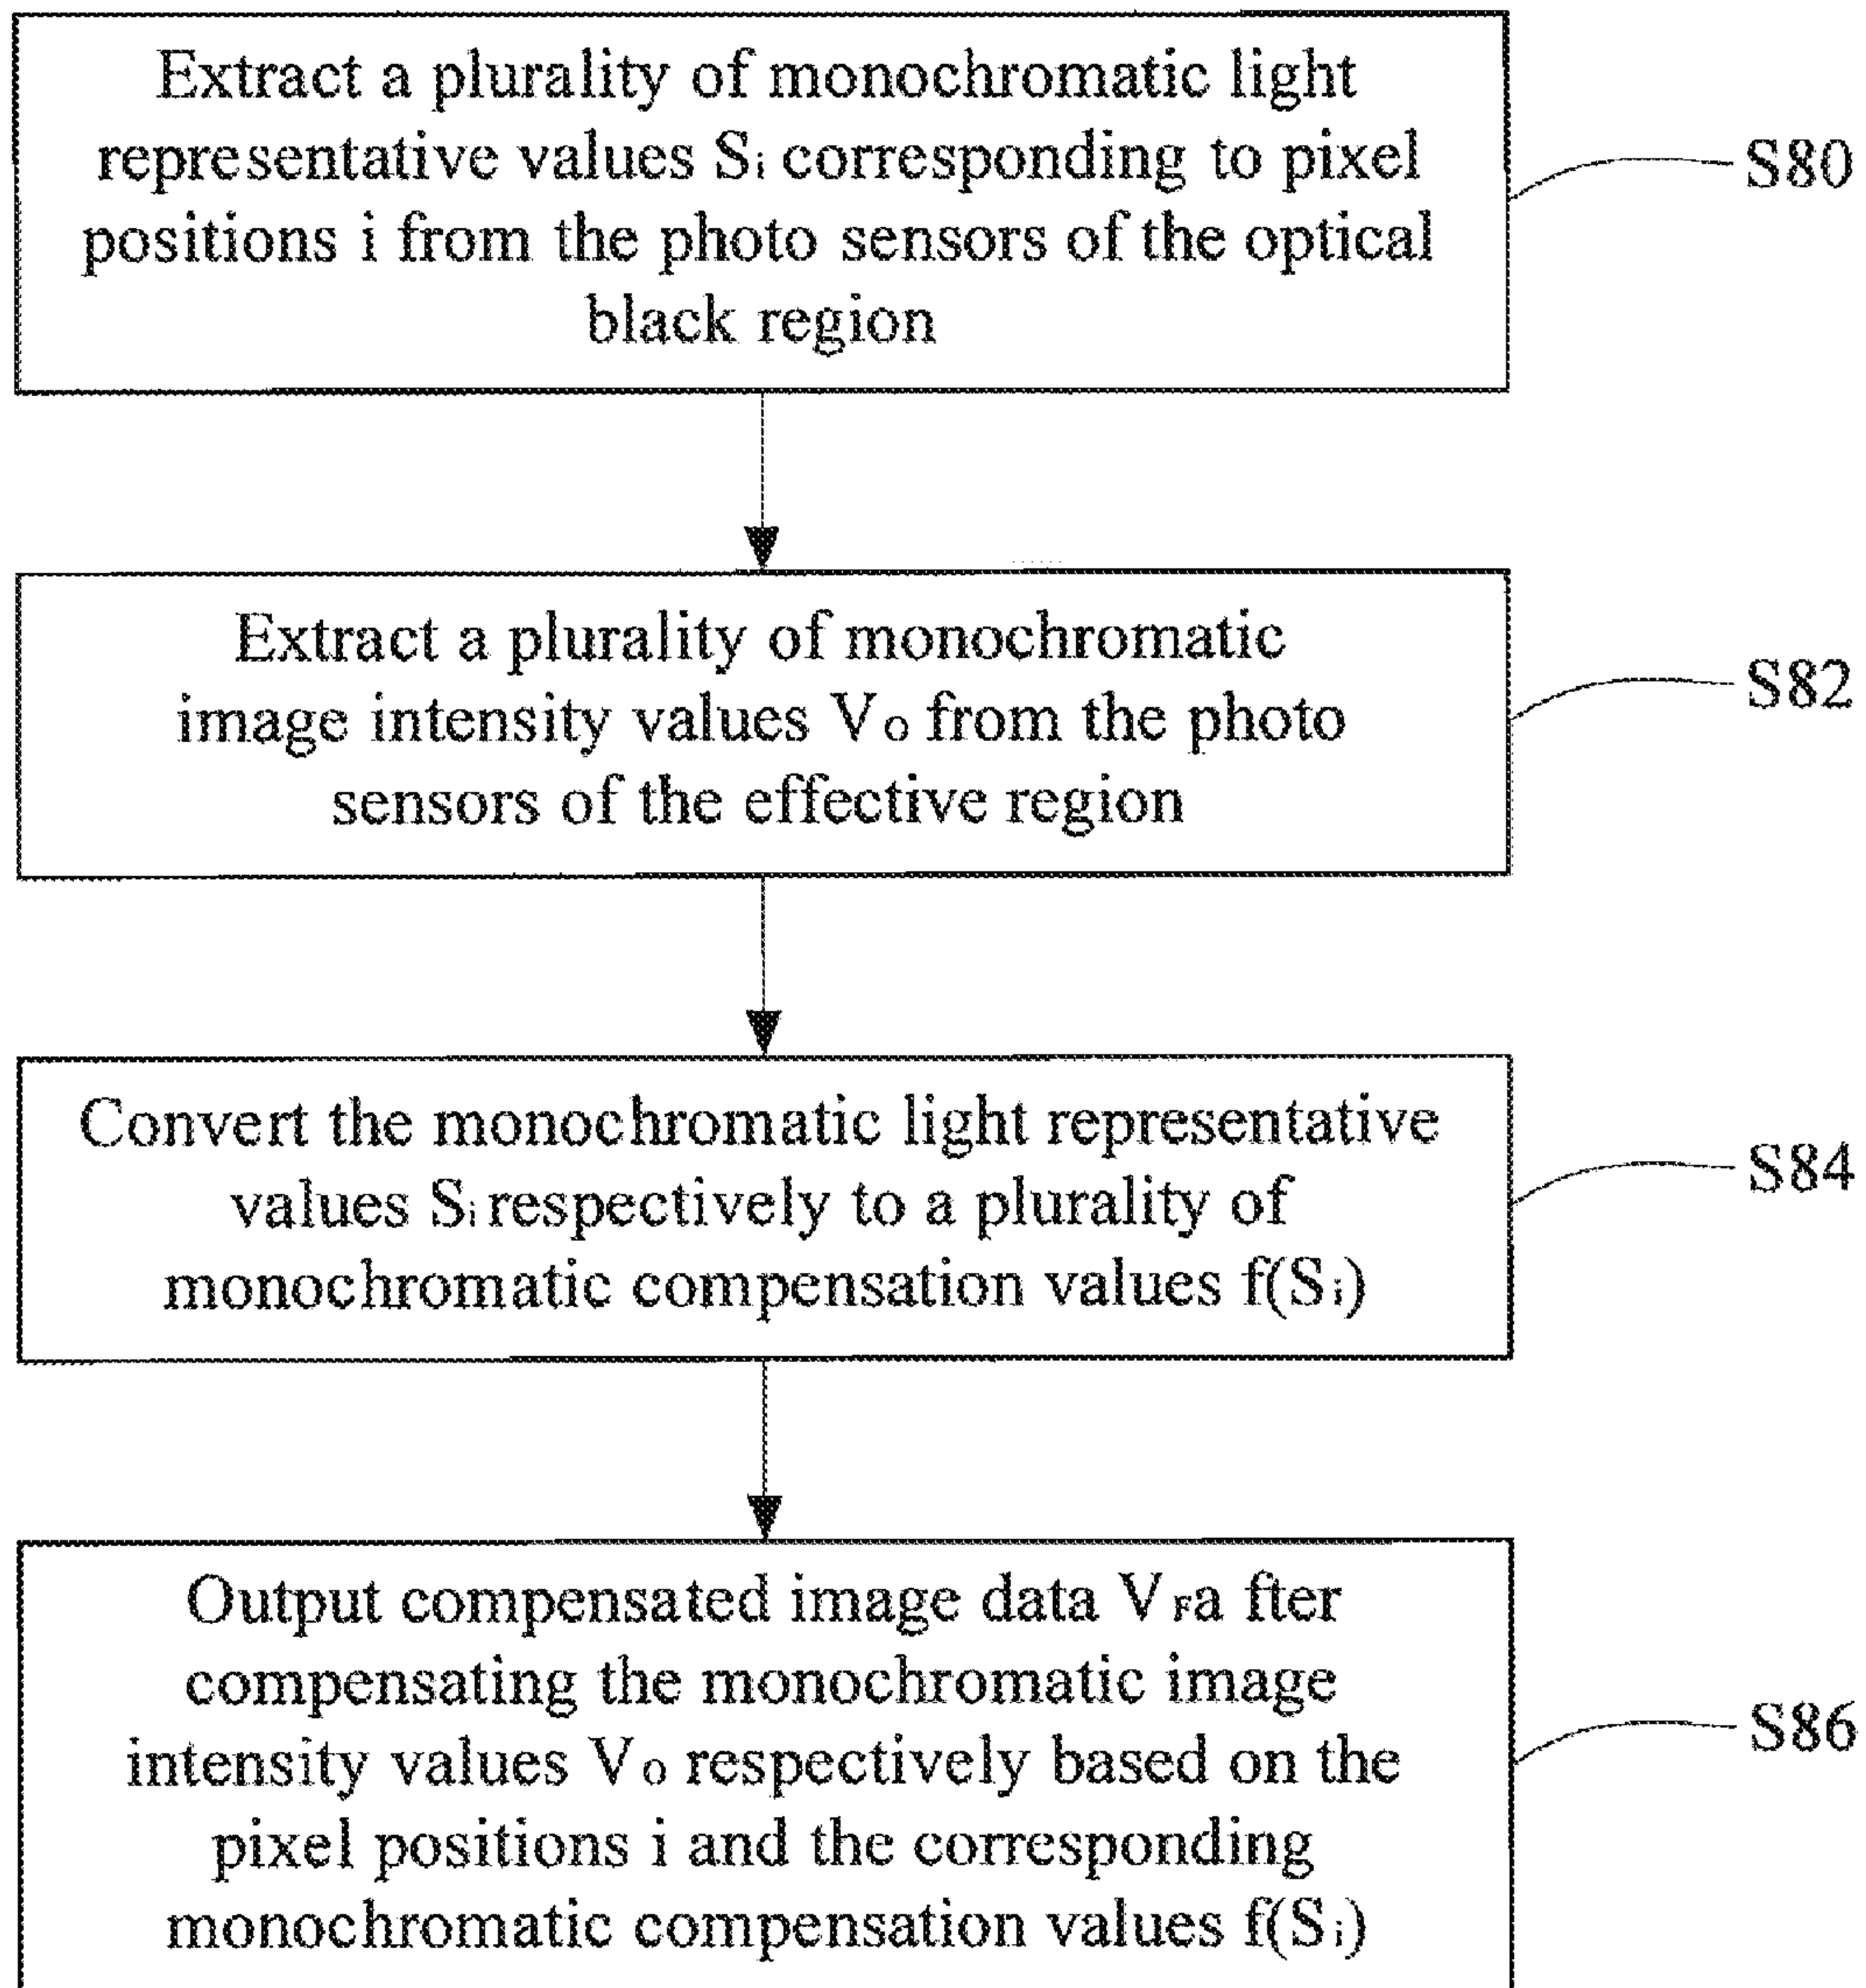 Extract a plurality of monochromatic light
representative values Si corresponding to pixel
positions i from the photo sensors of the optical
black region
S80
Extract a plurality of monochromatic
image intensity values Vo from the photo
sensors of the effective region
S82
Convert the monochromatic light representative
values Si respectively to a plurality of
monochromatic compensation values f(Si)
S84
Output compensated image data VFa fter
compensating the monochromatic image
intensity values Vo respectively based on the
pixel positions i and the corresponding
monochromatic compensation values f(Si)
S86